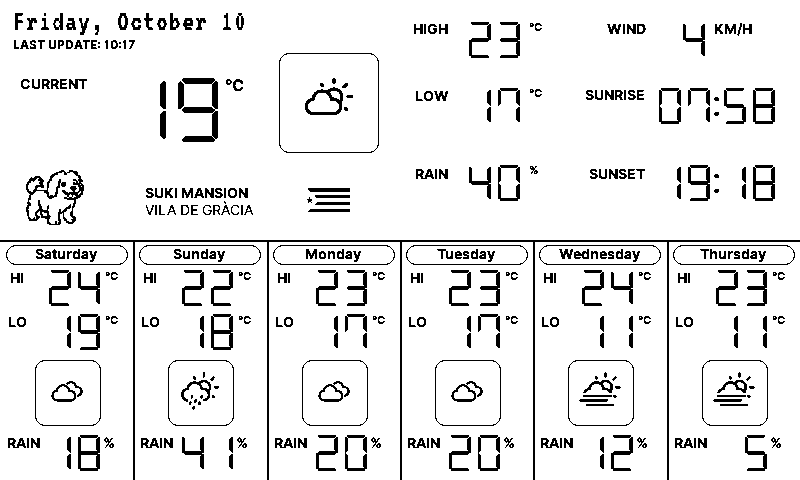 Friday, October 10
LAST UPDATE: 10:17
CURRENT 19 °C
HIGH 23 °C
LOW 17 °C
RAIN 40 %
WIND 4 KM/H
SUNRISE 07:58
SUNSET 19:18
SUKI MANSION
VILA DE GRÀCIA
Saturday
HI 24 °C
LO 19 °C
RAIN 18 %
Sunday
HI 22 °C
LO 18 °C
RAIN 41 %
Monday
HI 23 °C
LO 17 °C
RAIN 20 %
Tuesday
HI 23 °C
LO 17 °C
RAIN 20 %
Wednesday
HI 24 °C
LO 11 °C
RAIN 12 %
Thursday
HI 23 °C
LO 11 °C
RAIN 5 %